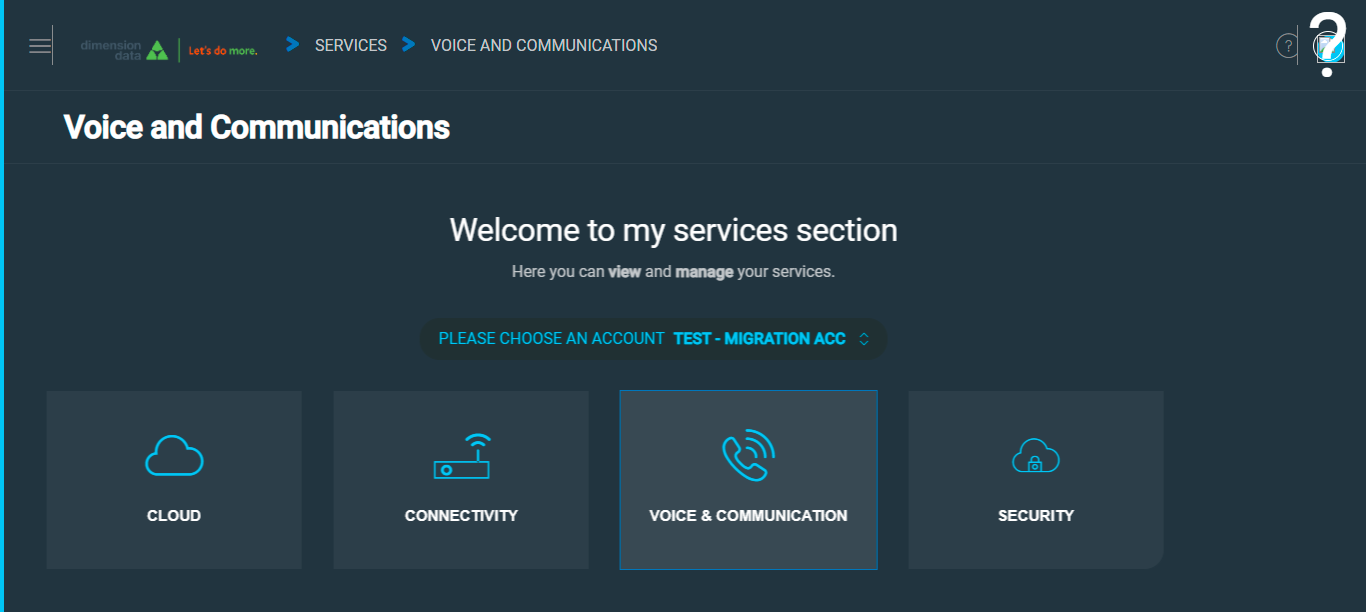 dimension
data
Let's do more.
SERVICES
VOICE AND COMMUNICATIONS
?
?
Voice and Communications
Welcome to my services section
Here you can view and manage your services.
PLEASE CHOOSE AN ACCOUNT TEST - MIGRATION ACC
CLOUD
CONNECTIVITY
VOICE & COMMUNICATION
SECURITY